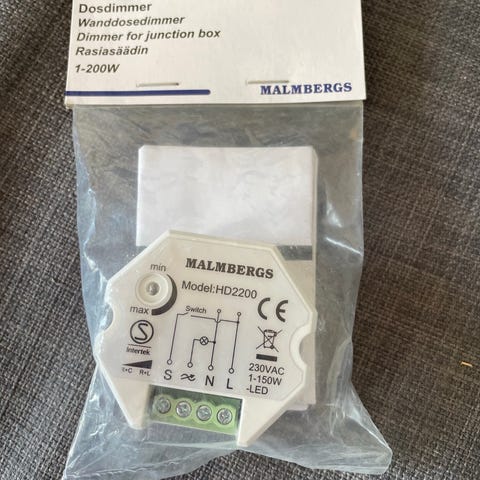 Dosdimmer
Wanddosedimmer
Dimmer for junction box
Rasiasäädin
1-200W
MALMBERGS
MALMBERGS
Model:HD2200
min
max
Switch
S
Intertek
R+C R+L
S N L
CE
230VAC
1-150W
-LED